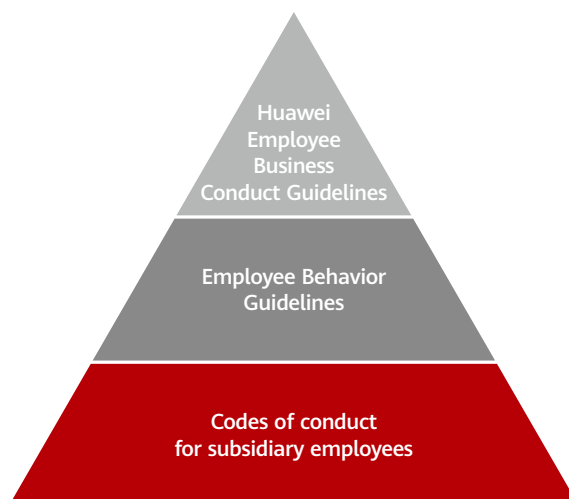 Huawei
Employee
Business
Conduct Guidelines
Employee Behavior
Guidelines
Codes of conduct
for subsidiary employees